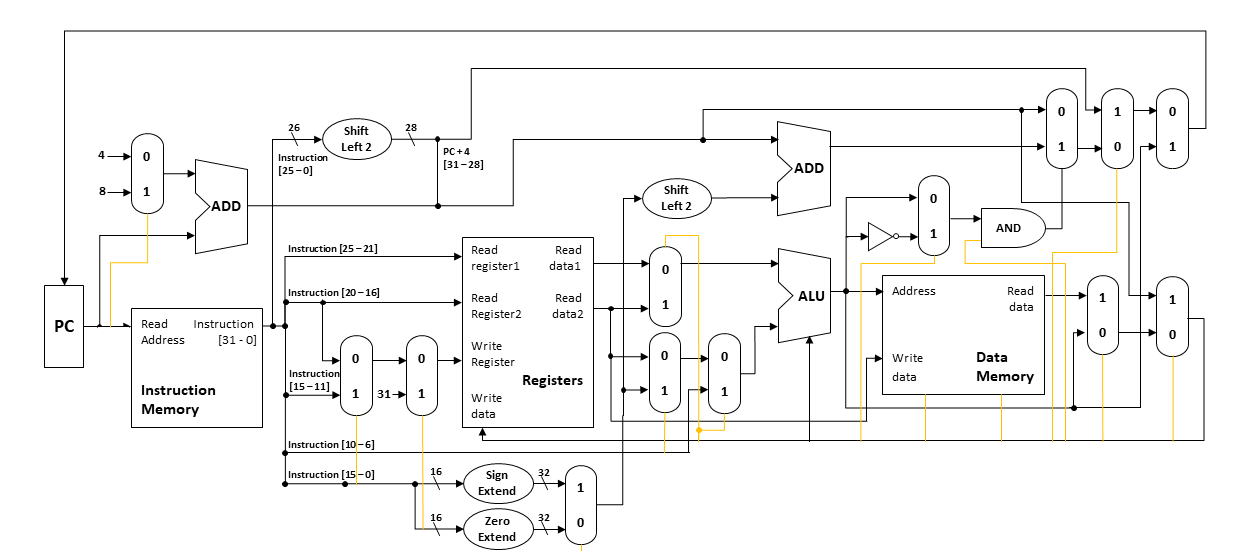 26
28
Shift
Left 2
Instruction
[25 – 0]
PC + 4
[31 – 28]
4
8
0
1
ADD
ADD
Shift
Left 2
0
1
1
0
0
1
0
1
AND
Instruction [25 – 21]
Instruction [20 – 16]
Instruction
[15 – 11]
Instruction [10 – 6]
Instruction [15 – 0]
PC
Read
Address
Instruction
[31 - 0]
Instruction
Memory
0
1
31
0
1
Read
register1
Read
Register2
Write
Register
Write
data
Read
data1
Read
data2
Registers
0
1
0
1
0
1
ALU
Address
Read
data
Write
data
Data
Memory
1
0
1
0
16
Sign
Extend
32
16
Zero
Extend
32
1
0